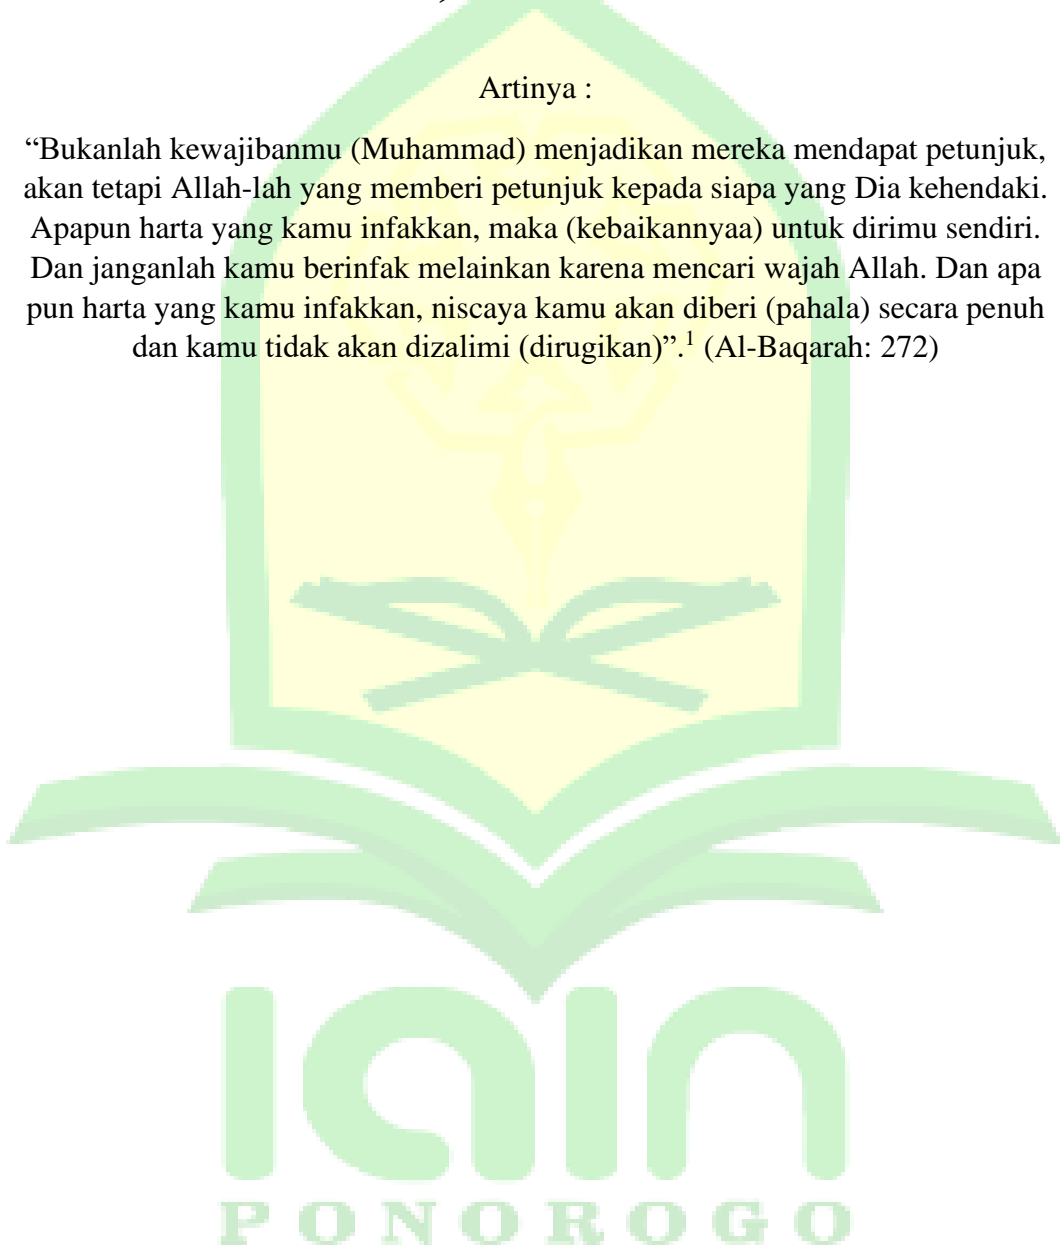 Artinya :
“Bukanlah kewajibanmu (Muhammad) menjadikan mereka mendapat petunjuk,
akan tetapi Allah-lah yang memberi petunjuk kepada siapa yang Dia kehendaki.
Apapun harta yang kamu infakkan, maka (kebaikannyaa) untuk dirimu sendiri.
Dan janganlah kamu berinfak melainkan karena mencari wajah Allah. Dan apa
pun harta yang kamu infakkan, niscaya kamu akan diberi (pahala) secara penuh
dan kamu tidak akan dizalimi (dirugikan)”.¹ (Al-Baqarah: 272)
IAIN
PONOROGO